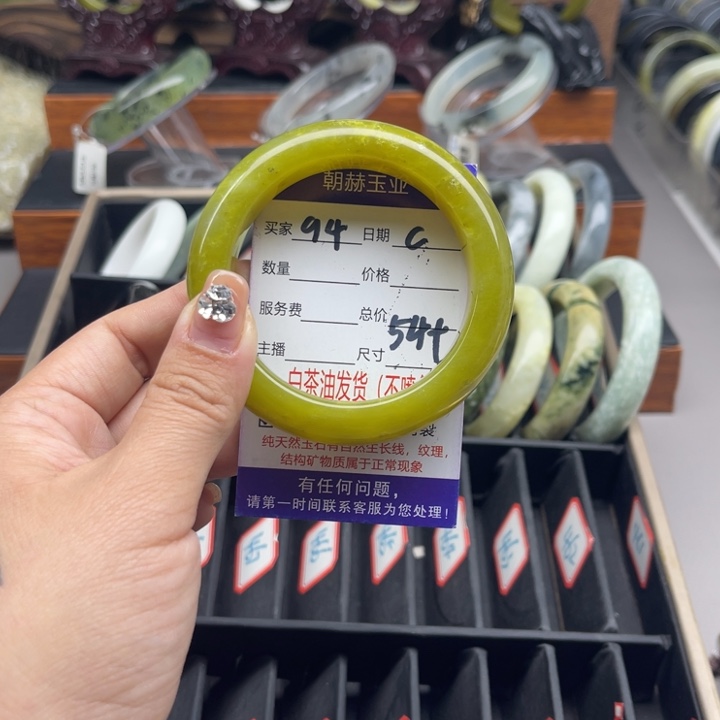 朝赫玉业
买家 94 日期 C
数量 价格
服务费 总价
主播 尺寸 54+
白茶油发货（不喷
纯天然玉石有自然生长线，纹理，
结构矿物质属于正常现象
有任何问题，
请第一时间联系客服为您处理！